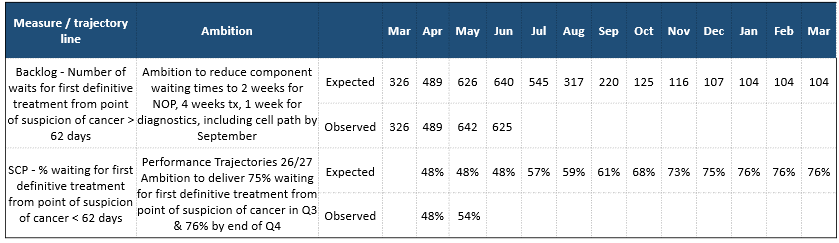 Measure / trajectory
line
Ambition
Mar Apr May Jun Jul Aug Sep Oct Nov Dec Jan Feb Mar
Backlog - Number of
waits for first definitive
treatment from point
of suspicion of cancer >
62 days
Ambition to reduce component
waiting times to 2 weeks for
NOP, 4 weeks tx, 1 week for
diagnostics, including cell path by
September
Expected 326 489 626 640 545 317 220 125 116 107 104 104 104
Observed 326 489 642 625
SCP - % waiting for first
definitive treatment
from point of suspicion
of cancer < 62 days
Performance Trajectories 26/27
Ambition to deliver 75% waiting
for first definitive treatment from
point of suspicion of cancer in Q3
& 76% by end of Q4
Expected 48% 48% 48% 57% 59% 61% 68% 73% 75% 76% 76% 76%
Observed 48% 54%